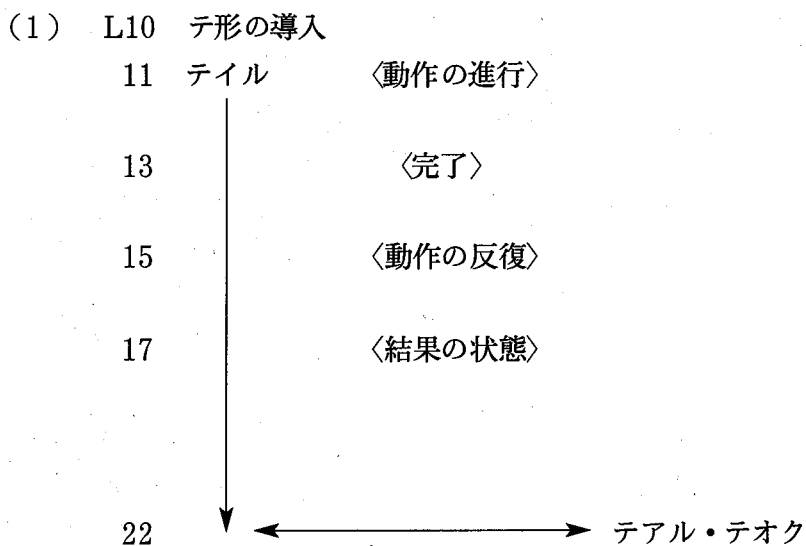 (1) L10 テ形の導入
11 テイル 〈動作の進行〉
13 〈完了〉
15 〈動作の反復〉
17 〈結果の状態〉
22 テアル・テオク